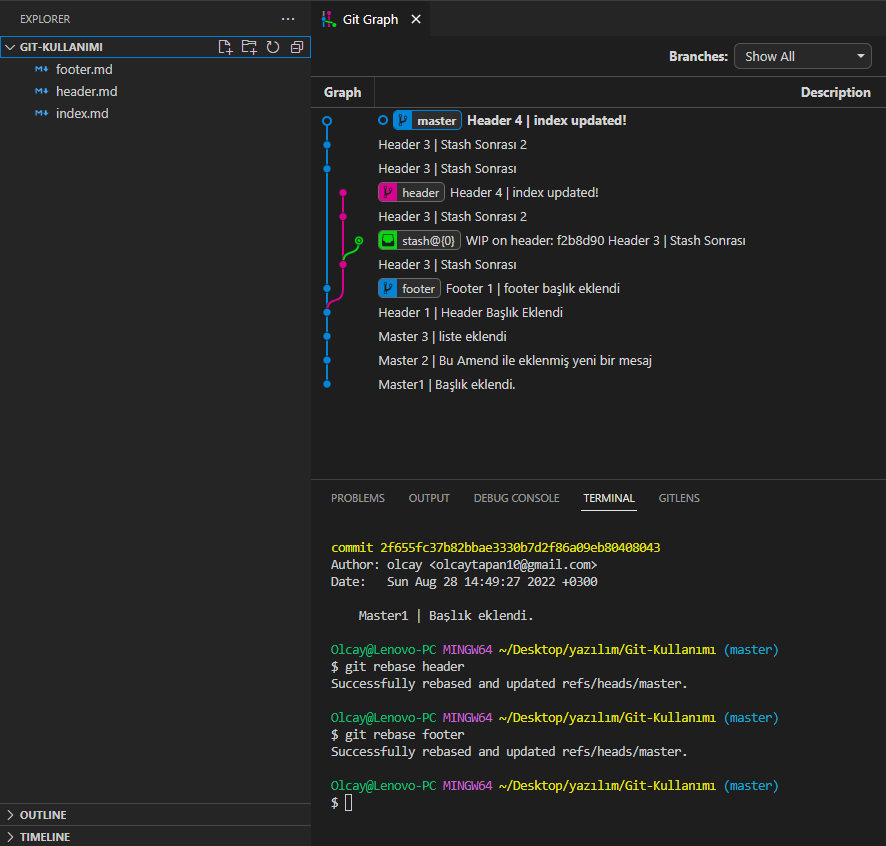 EXPLORER
GIT-KULLANIMI
footer.md
header.md
index.md
OUTLINE
TIMELINE
Git Graph
Branches: Show All
Graph Description
master Header 4 | index updated!
Header 3 | Stash Sonrası 2
Header 3 | Stash Sonrası
header Header 4 | index updated!
Header 3 | Stash Sonrası 2
stash@{0} WIP on header: f2b8d90 Header 3 | Stash Sonrası
Header 3 | Stash Sonrası
footer Footer 1 | footer başlık eklendi
Header 1 | Header Başlık Eklendi
Master 3 | liste eklendi
Master 2 | Bu Amend ile eklenmiş yeni bir mesaj
Master1 | Başlık eklendi.
PROBLEMS OUTPUT DEBUG CONSOLE TERMINAL GITLENS
commit 2f655fc37b82bbae3330b7d2f86a09eb80408043
Author: olcay <olcaytapan10@gmail.com>
Date:   Sun Aug 28 14:49:27 2022 +0300
Master1 | Başlık eklendi.
Olcay@Lenovo-PC MINGW64 ~/Desktop/yazılım/Git-Kullanımı (master)
$ git rebase header
Successfully rebased and updated refs/heads/master.
Olcay@Lenovo-PC MINGW64 ~/Desktop/yazılım/Git-Kullanımı (master)
$ git rebase footer
Successfully rebased and updated refs/heads/master.
Olcay@Lenovo-PC MINGW64 ~/Desktop/yazılım/Git-Kullanımı (master)
$